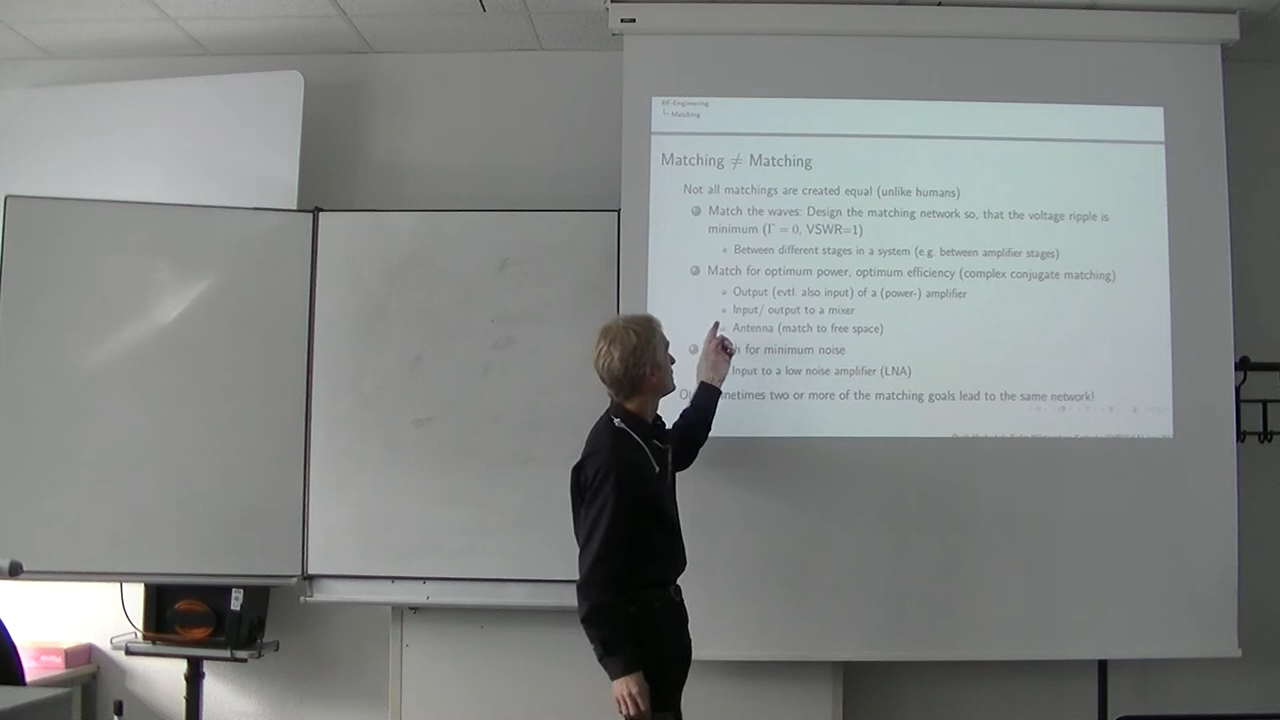 RF-Engineering
Matching
Matching ≠ Matching
Not all matchings are created equal (unlike humans)
Match the waves: Design the matching network so, that the voltage ripple is
minimum (Γ = 0, VSWR=1)
Between different stages in a system (e.g. between amplifier stages)
Match for optimum power, optimum efficiency (complex conjugate matching)
Output (evtl. also input) of a (power-) amplifier
Input/ output to a mixer
Antenna (match to free space)
for minimum noise
Input to a low noise amplifier (LNA)
two or more of the matching goals lead to the same network!